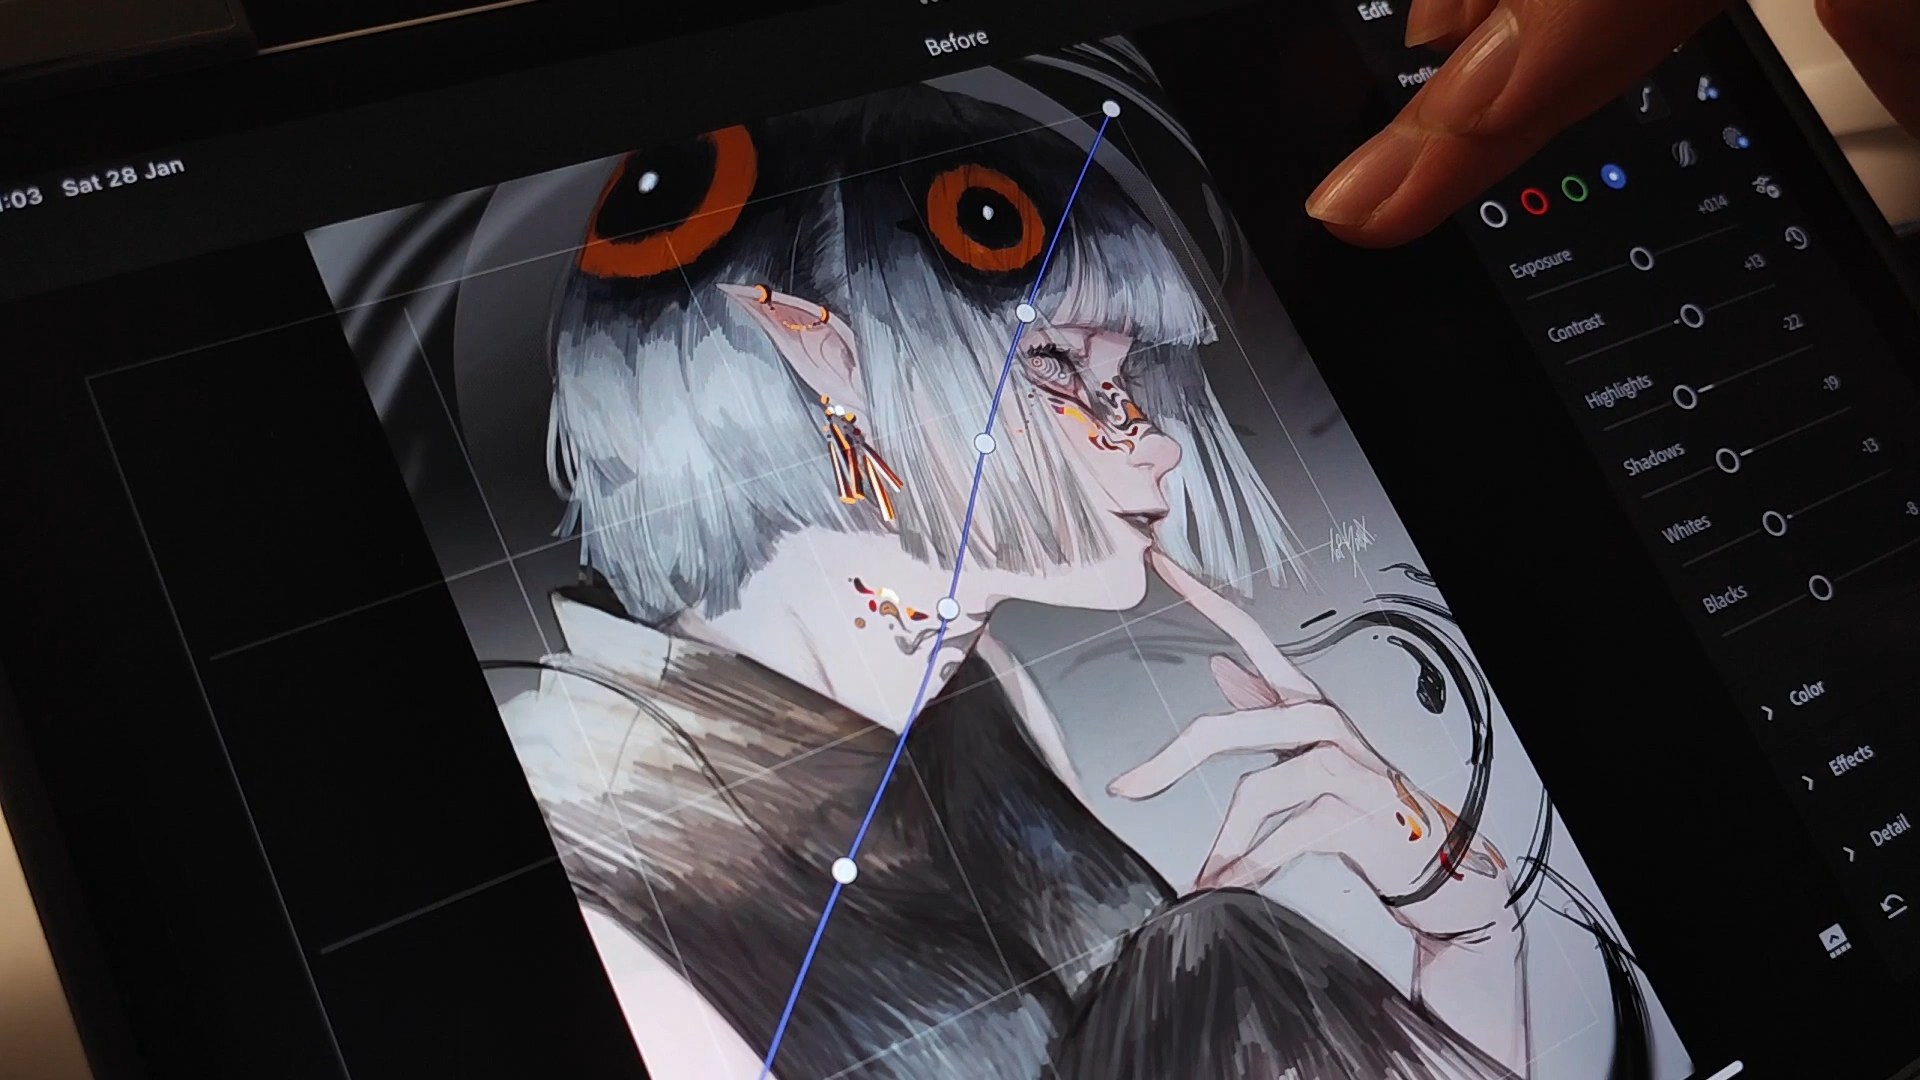 :03 Sat 28 Jan
Before
Edit
Profile
Exposure +0.14
Contrast +13
Highlights -22
Shadows -19
Whites -13
Blacks -8
Color
Effects
Detail